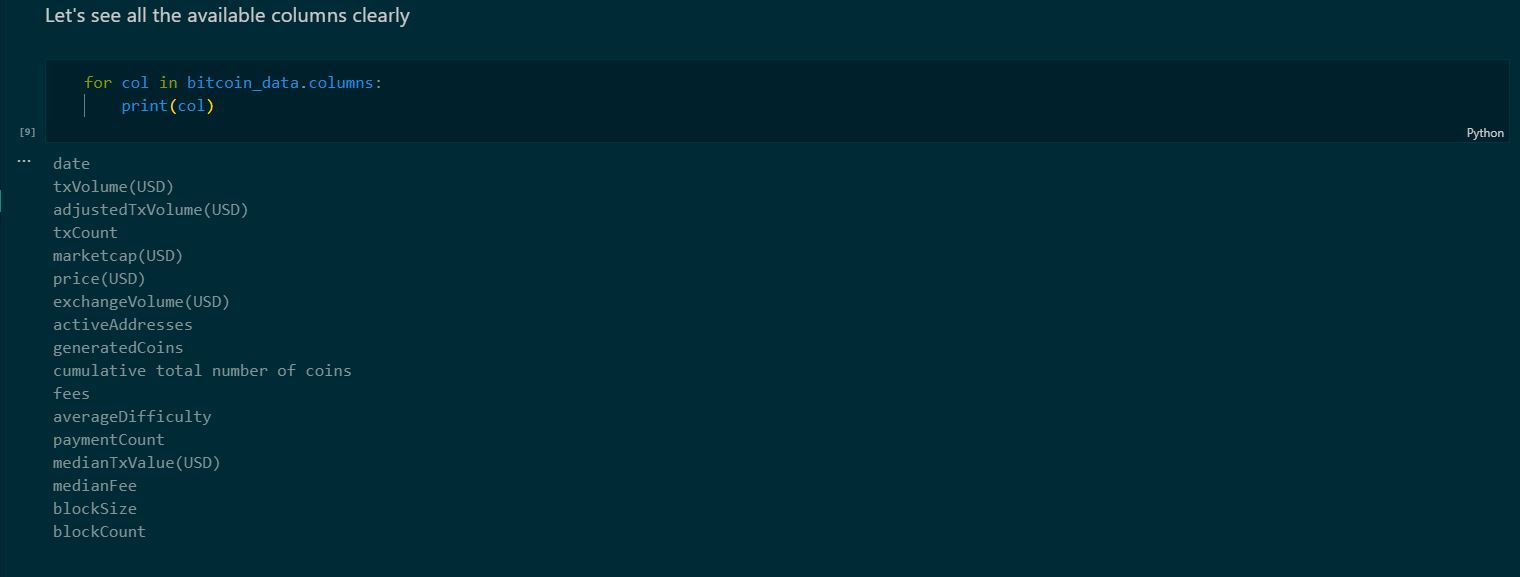 Let's see all the available columns clearly
for col in bitcoin_data.columns:
    print(col)
[9]
Python
...
date
txVolume(USD)
adjustedTxVolume(USD)
txCount
marketcap(USD)
price(USD)
exchangeVolume(USD)
activeAddresses
generatedCoins
cumulative total number of coins
fees
averageDifficulty
paymentCount
medianTxValue(USD)
medianFee
blockSize
blockCount